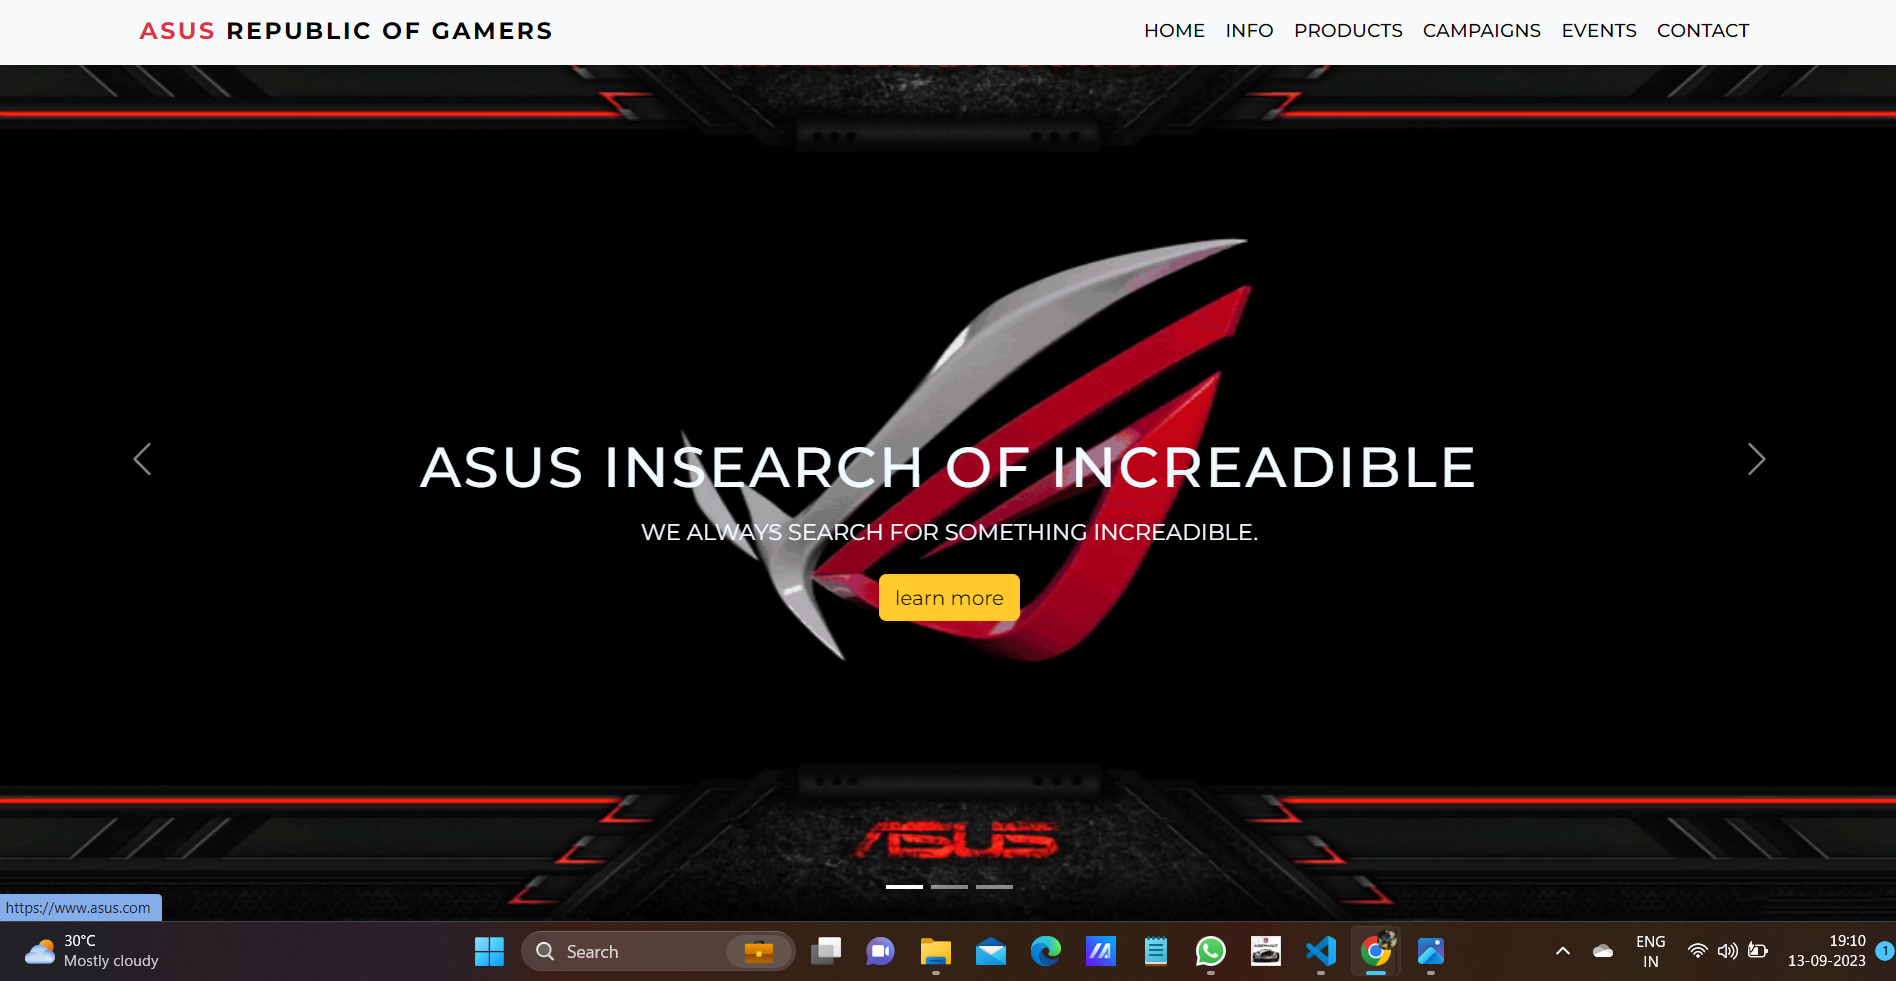 ASUS REPUBLIC OF GAMERS
HOME INFO PRODUCTS CAMPAIGNS EVENTS CONTACT
ASUS INSEARCH OF INCREADIBLE
WE ALWAYS SEARCH FOR SOMETHING INCREADIBLE.
learn more
ASUS
https://www.asus.com
30°C
Mostly cloudy
Search
ENG
IN
19:10
13-09-2023
1